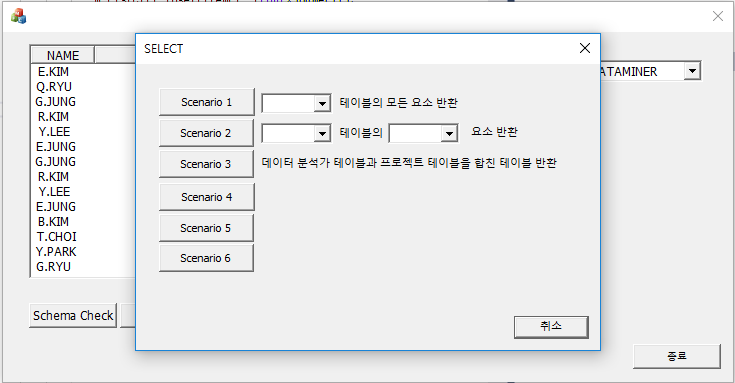 SELECT
NAME
ATAMINER
E.KIM
Q.RYU
G.JUNG
R.KIM
Y.LEE
E.JUNG
G.JUNG
R.KIM
Y.LEE
E.JUNG
B.KIM
T.CHOI
Y.PARK
G.RYU
Scenario 1 테이블의 모든 요소 반환
Scenario 2 테이블의 요소 반환
Scenario 3 데이터 분석가 테이블과 프로젝트 테이블을 합친 테이블 반환
Scenario 4
Scenario 5
Scenario 6
Schema Check
취소
종료